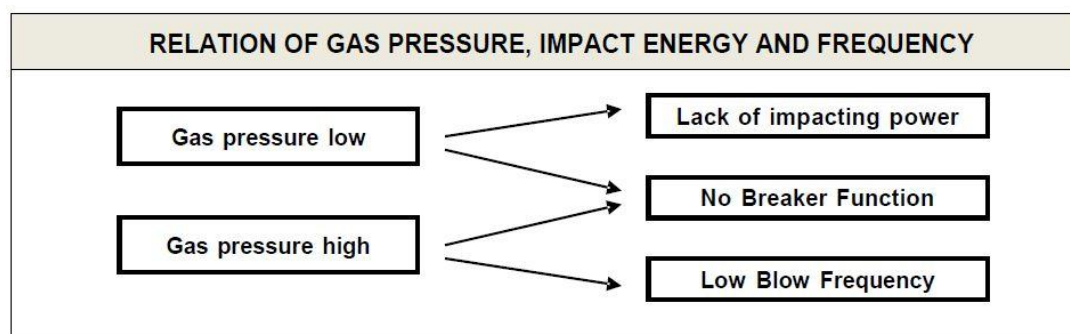 RELATION OF GAS PRESSURE, IMPACT ENERGY AND FREQUENCY
Gas pressure low
Lack of impacting power
No Breaker Function
Gas pressure high
Low Blow Frequency